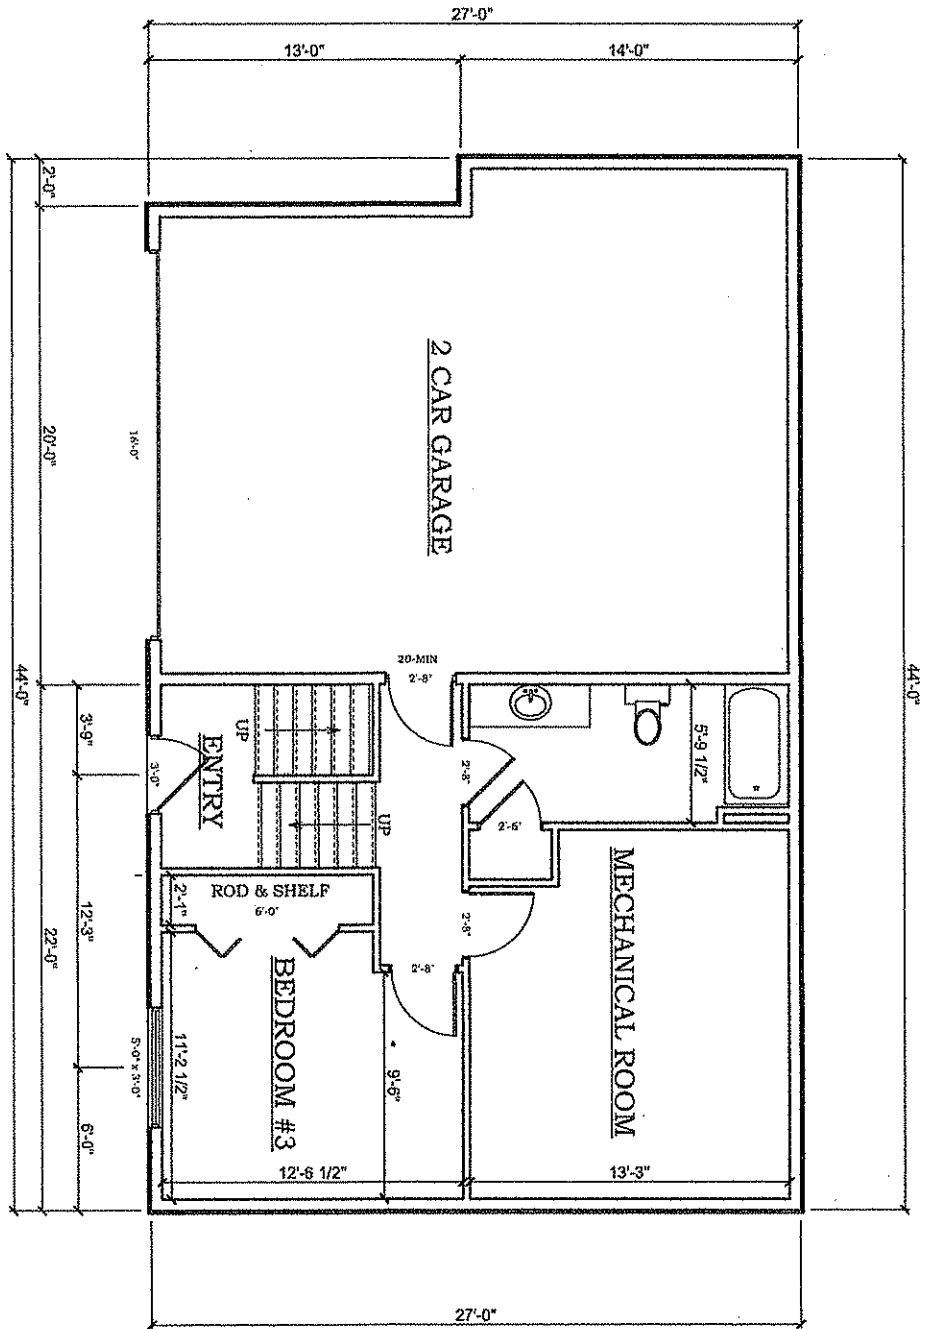 27'-0"
13'-0"
14'-0"
2'-0"
20'-0"
16'-0"
44'-0"
44'-0"
2 CAR GARAGE
20-MIN
2'-8"
3'-9"
UP
ENTRY
3'-0"
UP
2'-8"
5'-9 1/2"
2'-6"
12'-3"
22'-0"
2'-1"
ROD & SHELF
6'-0"
2'-8"
2'-8"
MECHANICAL ROOM
BEDROOM #3
11'-2 1/2"
9'-6"
5'-0" x 3'-0"
6'-0"
12'-6 1/2"
13'-3"
27'-0"